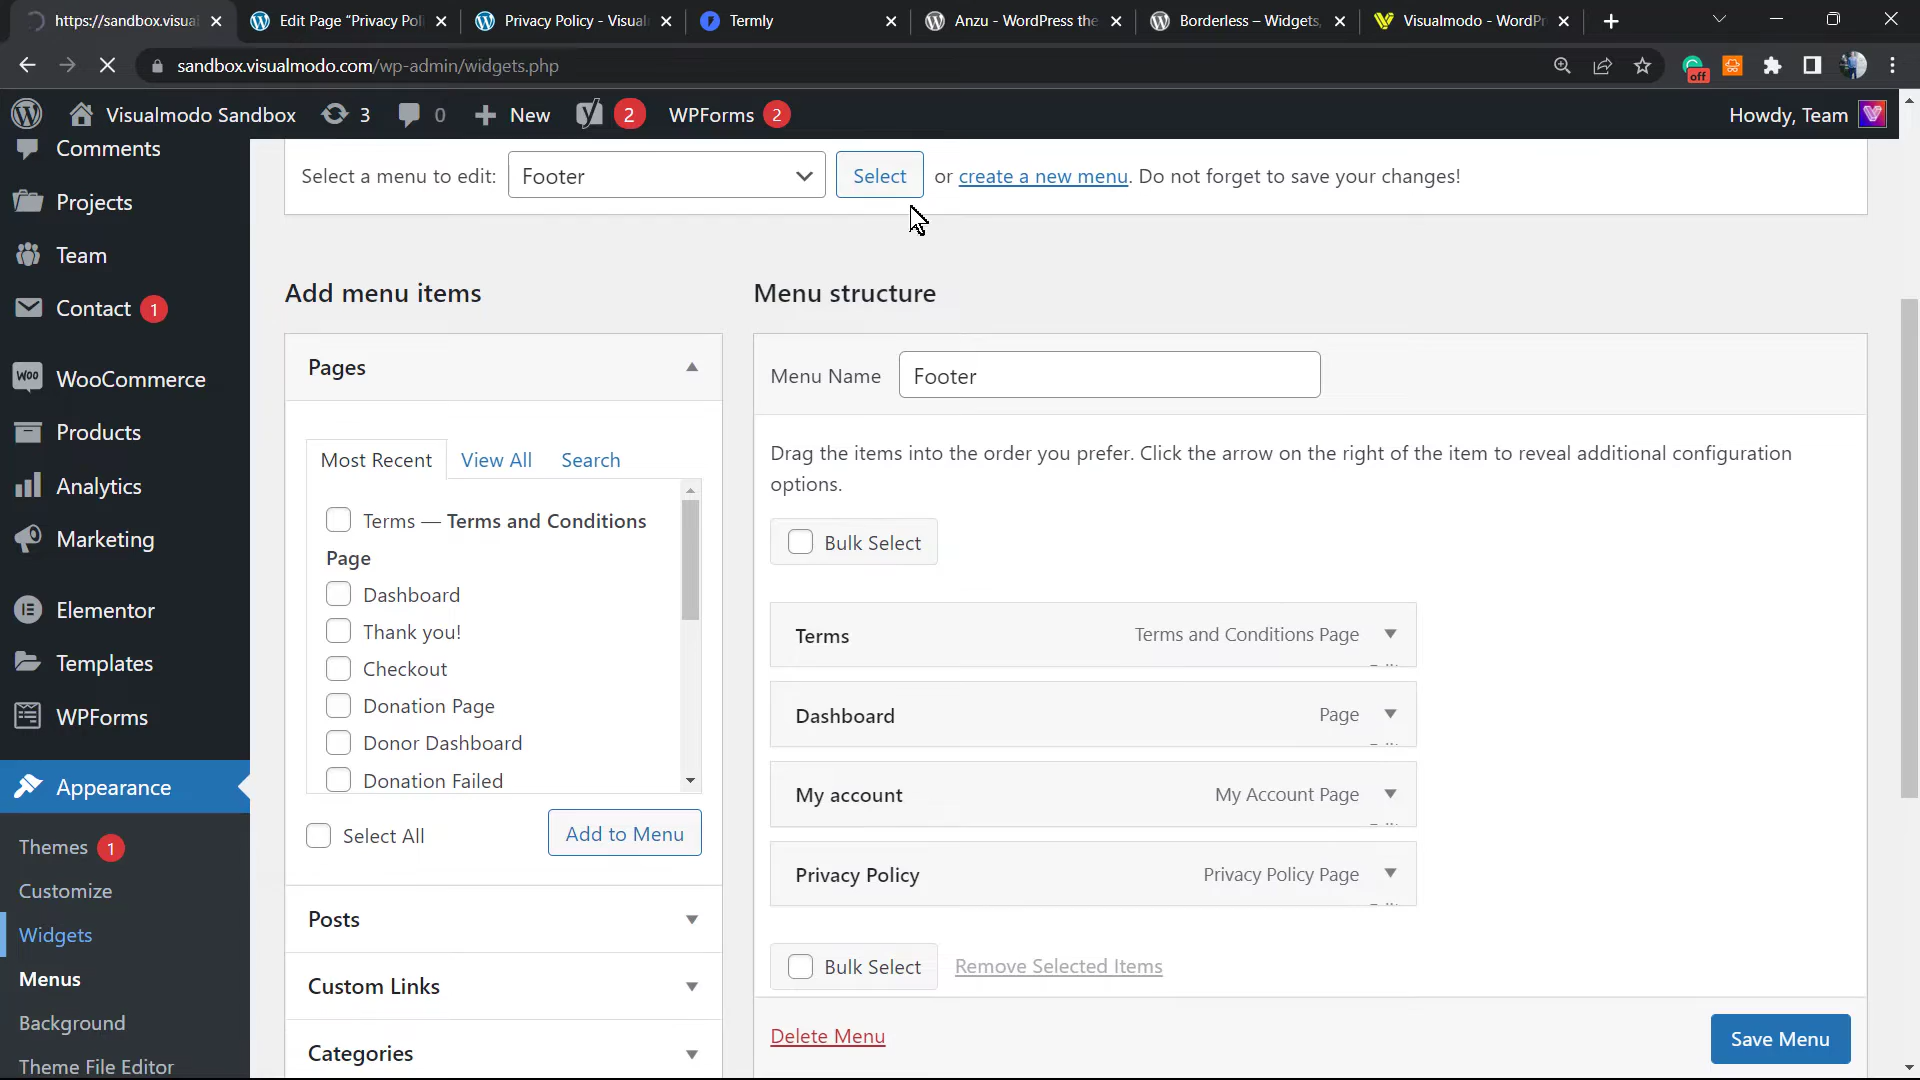 https://sandbox.visua
Edit Page "Privacy Pol
Privacy Policy - Visual
Termly
Anzu - WordPress the
Borderless – Widgets,
Visualmodo - WordPr
sandbox.visualmodo.com/wp-admin/widgets.php
off
Visualmodo Sandbox
3
0
New
2
WPForms
2
Howdy, Team
Comments
Projects
Team
Contact
1
WooCommerce
Products
Analytics
Marketing
Elementor
Templates
WPForms
Appearance
Themes
1
Customize
Widgets
Menus
Background
Theme File Editor
Select a menu to edit:
Footer
Select
or create a new menu. Do not forget to save your changes!
Add menu items
Pages
Most Recent
View All
Search
Terms — Terms and Conditions
Page
Dashboard
Thank you!
Checkout
Donation Page
Donor Dashboard
Donation Failed
Select All
Add to Menu
Posts
Custom Links
Categories
Menu structure
Menu Name
Footer
Drag the items into the order you prefer. Click the arrow on the right of the item to reveal additional configuration
options.
Bulk Select
Terms
Terms and Conditions Page
Dashboard
Page
My account
My Account Page
Privacy Policy
Privacy Policy Page
Bulk Select
Remove Selected Items
Delete Menu
Save Menu